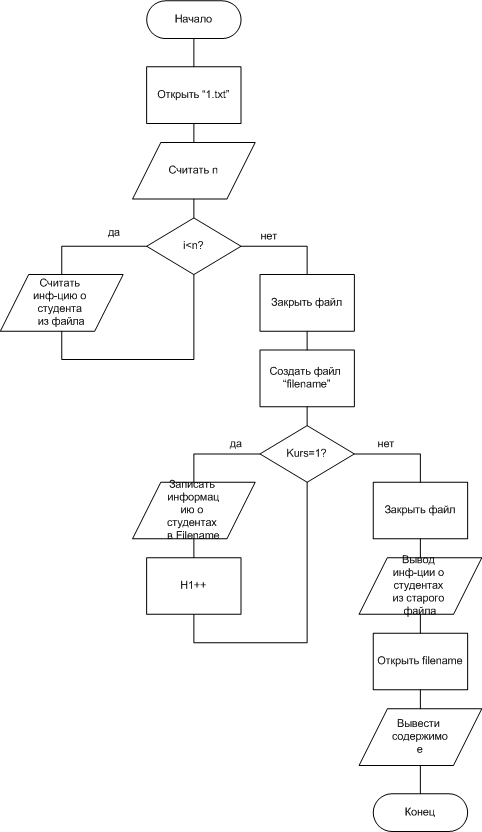 Начало
Открыть “1.txt”
Считать n
i<n?
да
нет
Считать
инф-цию о
студента
из файла
Закрыть файл
Создать файл
“filename”
Kurs=1?
да
нет
Записать
информац
ию о
студентах
в Filename
H1++
Закрыть файл
Вывод
инф-ции о
студентах
из старого
файла
Открыть filename
Вывести
содержимо
е
Конец